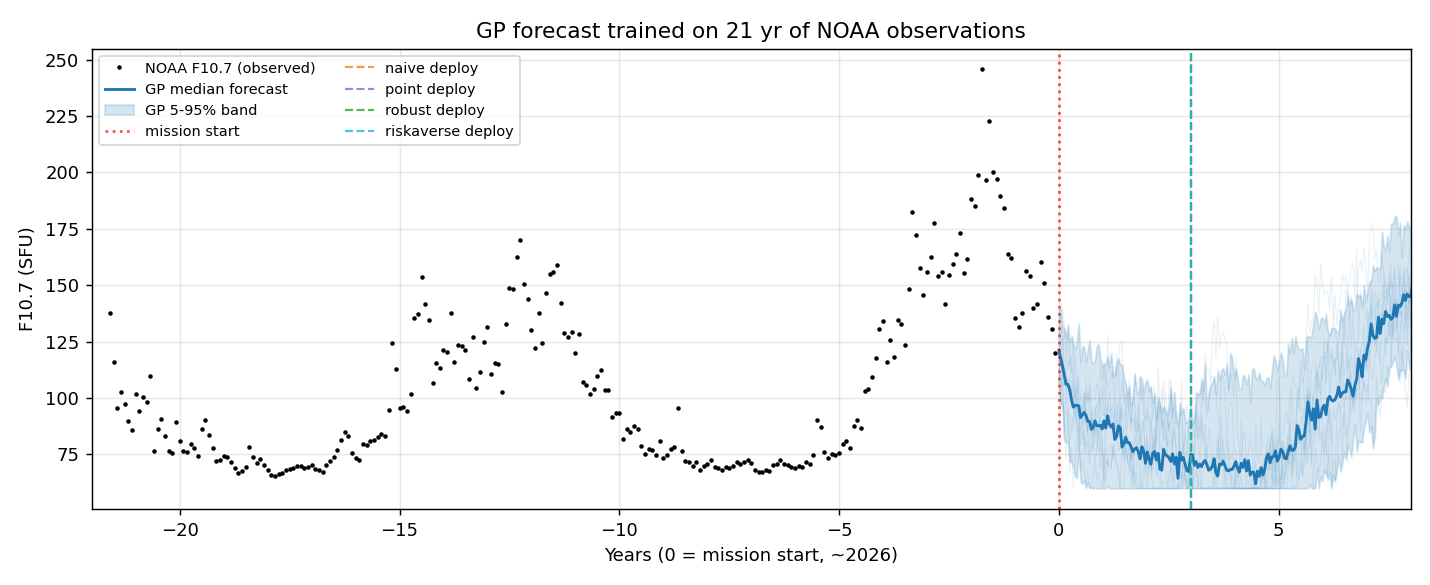 GP forecast trained on 21 yr of NOAA observations
250
225
200
175
150
125
100
75
F10.7 (SFU)
NOAA F10.7 (observed)
GP median forecast
GP 5-95% band
mission start
naive deploy
point deploy
robust deploy
riskaverse deploy
−20
−15
−10
−5
0
5
Years (0 = mission start, ~2026)